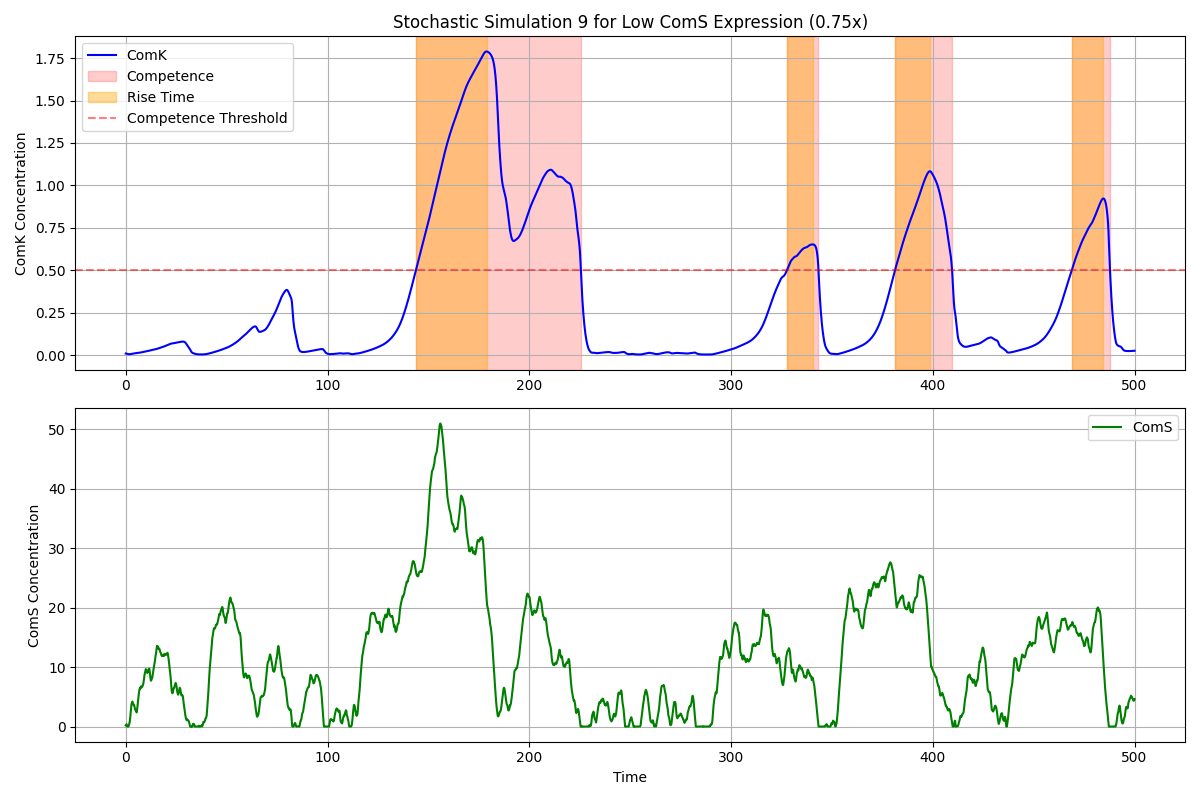 Stochastic Simulation 9 for Low ComS Expression (0.75x)
ComK
Competence
Rise Time
Competence Threshold
ComK Concentration
1.75
1.50
1.25
1.00
0.75
0.50
0.25
0.00
0 100 200 300 400 500
ComS
ComS Concentration
50
40
30
20
10
0
0 100 200 300 400 500
Time